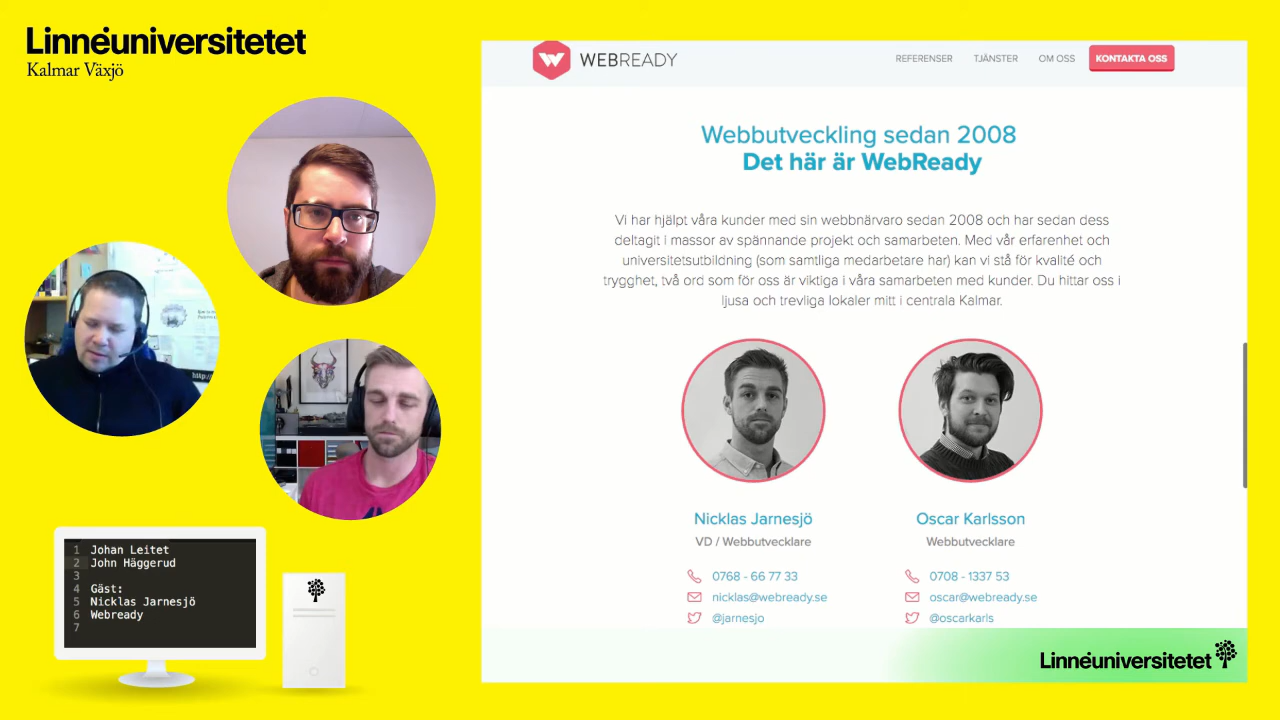 Linnéuniversitetet
Kalmar Växjö
WEBREADY
REFERENSER
TJÄNSTER
OM OSS
KONTAKTA OSS
Webbutveckling sedan 2008
Det här är WebReady
Vi har hjälpt våra kunder med sin webbnärvaro sedan 2008 och har sedan dess
deltagit i massor av spännande projekt och samarbeten. Med vår erfarenhet och
universitetsutbildning (som samtliga medarbetare har) kan vi stå för kvalité och
trygghet, två ord som för oss är viktiga i våra samarbeten med kunder. Du hittar oss i
ljusa och trevliga lokaler mitt i centrala Kalmar.
Nicklas Jarnesjö
VD / Webbutvecklare
0768 - 66 77 33
nicklas@webready.se
@jarnesjo
Oscar Karlsson
Webbutvecklare
0708 - 1337 53
oscar@webready.se
@oscarkarls
1 Johan Leitet
2 John Häggerud
3
4 Gäst:
5 Nicklas Jarnesjö
6 Webready
7
Linnéuniversitetet